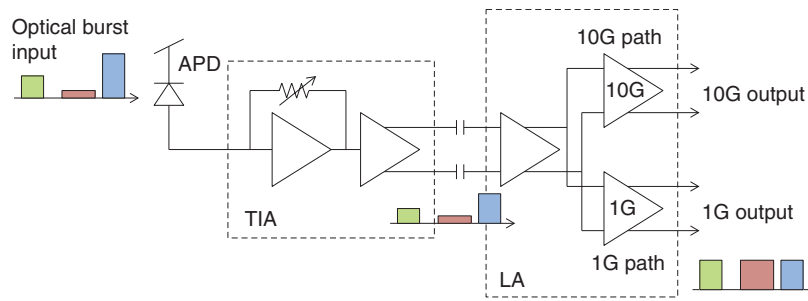 Optical burst
input
APD
TIA
LA
10G path
10G
10G output
1G
1G output
1G path